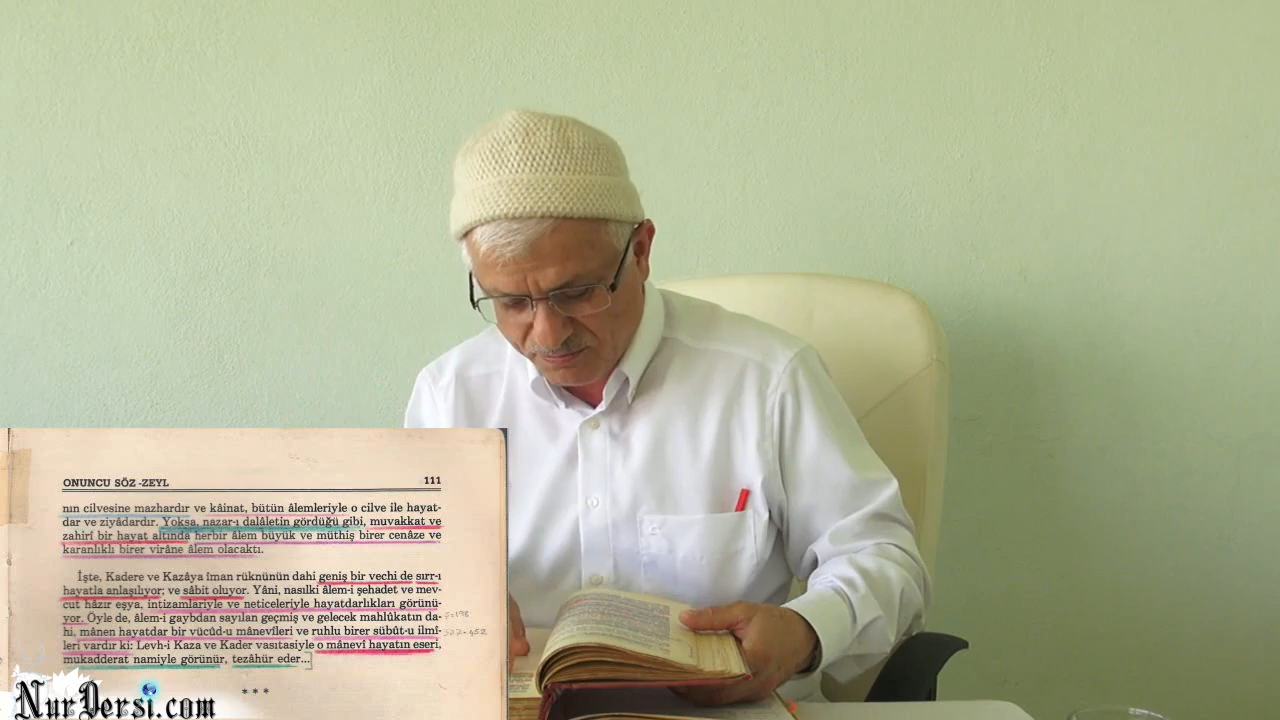 ONUNCU SÖZ -ZEYL 111
nın cilvesine mazhardır ve kâinat, bütün âlemleriyle o cilve ile hayat-
dar ve ziyâdardır. Yoksa, nazar-ı dalâletin gördüğü gibi, muvakkat ve
zahirî bir hayat altında herbir âlem büyük ve müthiş birer cenâze ve
karanlıklı birer virâne âlem olacaktı.
İşte, Kadere ve Kazâya îman rüknünün dahi geniş bir vechi de sırr-ı
hayatla anlaşılıyor; ve sâbit oluyor. Yâni, nasılki âlem-i şehadet ve mev-
cut hâzır eşya, intizamlariyle ve neticeleriyle hayatdarlıkları görünü-
yor. Öyle de, âlem-i gaybdan sayılan geçmiş ve gelecek mahlûkatın da-
hi, mânen hayatdar bir vücûd-u mânevîleri ve ruhlu birer sübût-u ilmî-
leri vardır ki: Levh-i Kaza ve Kader vasıtasiyle o mânevî hayatın eseri,
mukadderat namiyle görünür, tezâhür eder...
* * *
NurDersi.com